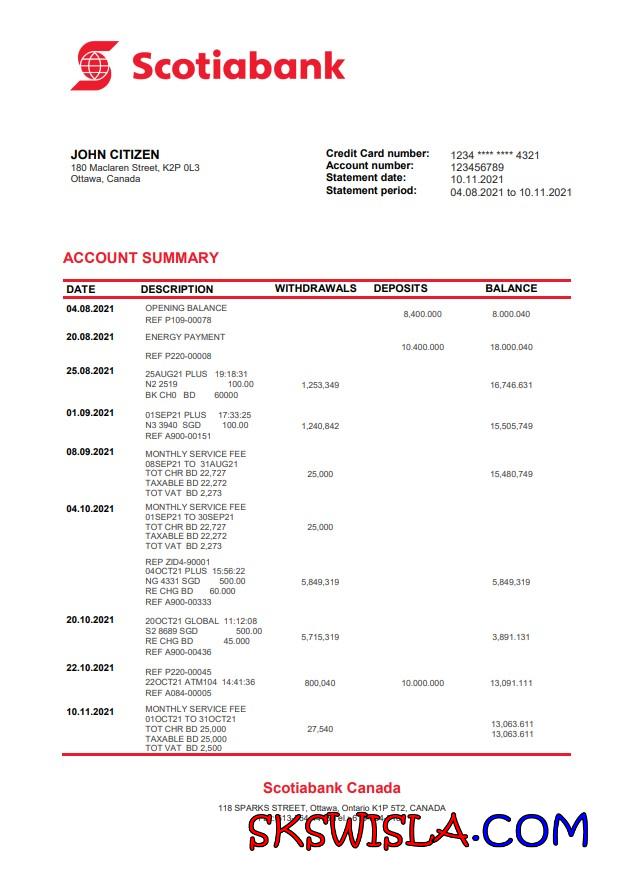 Scotiabank
JOHN CITIZEN
180 Maclaren Street, K2P 0L3
Ottawa, Canada
Credit Card number: 1234 **** **** 4321
Account number: 123456789
Statement date: 10.11.2021
Statement period: 04.08.2021 to 10.11.2021
ACCOUNT SUMMARY
DATE DESCRIPTION WITHDRAWALS DEPOSITS BALANCE
04.08.2021 OPENING BALANCE
8,400.000 8.000.040
REF P109-00078
20.08.2021 ENERGY PAYMENT
10.400.000 18.000.040
REF P220-00008
25.08.2021 25AUG21 PLUS 19:18:31
N2 2519 100.00 1,253,349 16,746.631
BK CH0 BD 60000
01.09.2021 01SEP21 PLUS 17:33:25
N3 3940 SGD 100.00 1,240,842 15,505,749
REF A900-00151
08.09.2021 MONTHLY SERVICE FEE
08SEP21 TO 31AUG21
TOT CHR BD 22,727 25,000 15,480,749
TAXABLE BD 22,272
TOT VAT BD 2,273
04.10.2021 MONTHLY SERVICE FEE
01SEP21 TO 30SEP21
TOT CHR BD 22,727 25,000
TAXABLE BD 22,272
TOT VAT BD 2,273
REP ZID4-90001
04OCT21 PLUS 15:56:22
NG 4331 SGD 500.00 5,849,319 5,849,319
RE CHG BD 60.000
REF A900-00333
20.10.2021 20OCT21 GLOBAL 11:12:08
S2 8689 SGD 500.00 5,715,319 3,891.131
RE CHG BD 45.000
REF A900-00436
22.10.2021 REF P220-00045
22OCT21 ATM104 14:41:36 800,040 10.000.000 13,091.111
REF A084-00005
10.11.2021 MONTHLY SERVICE FEE
01OCT21 TO 31OCT21
TOT CHR BD 25,000 27,540 13,063.611
TAXABLE BD 25,000 13,063.611
TOT VAT BD 2,500
Scotiabank Canada
118 SPARKS STREET, Ottawa, Ontario K1P 5T2, CANADA
SKSWISLA.COM